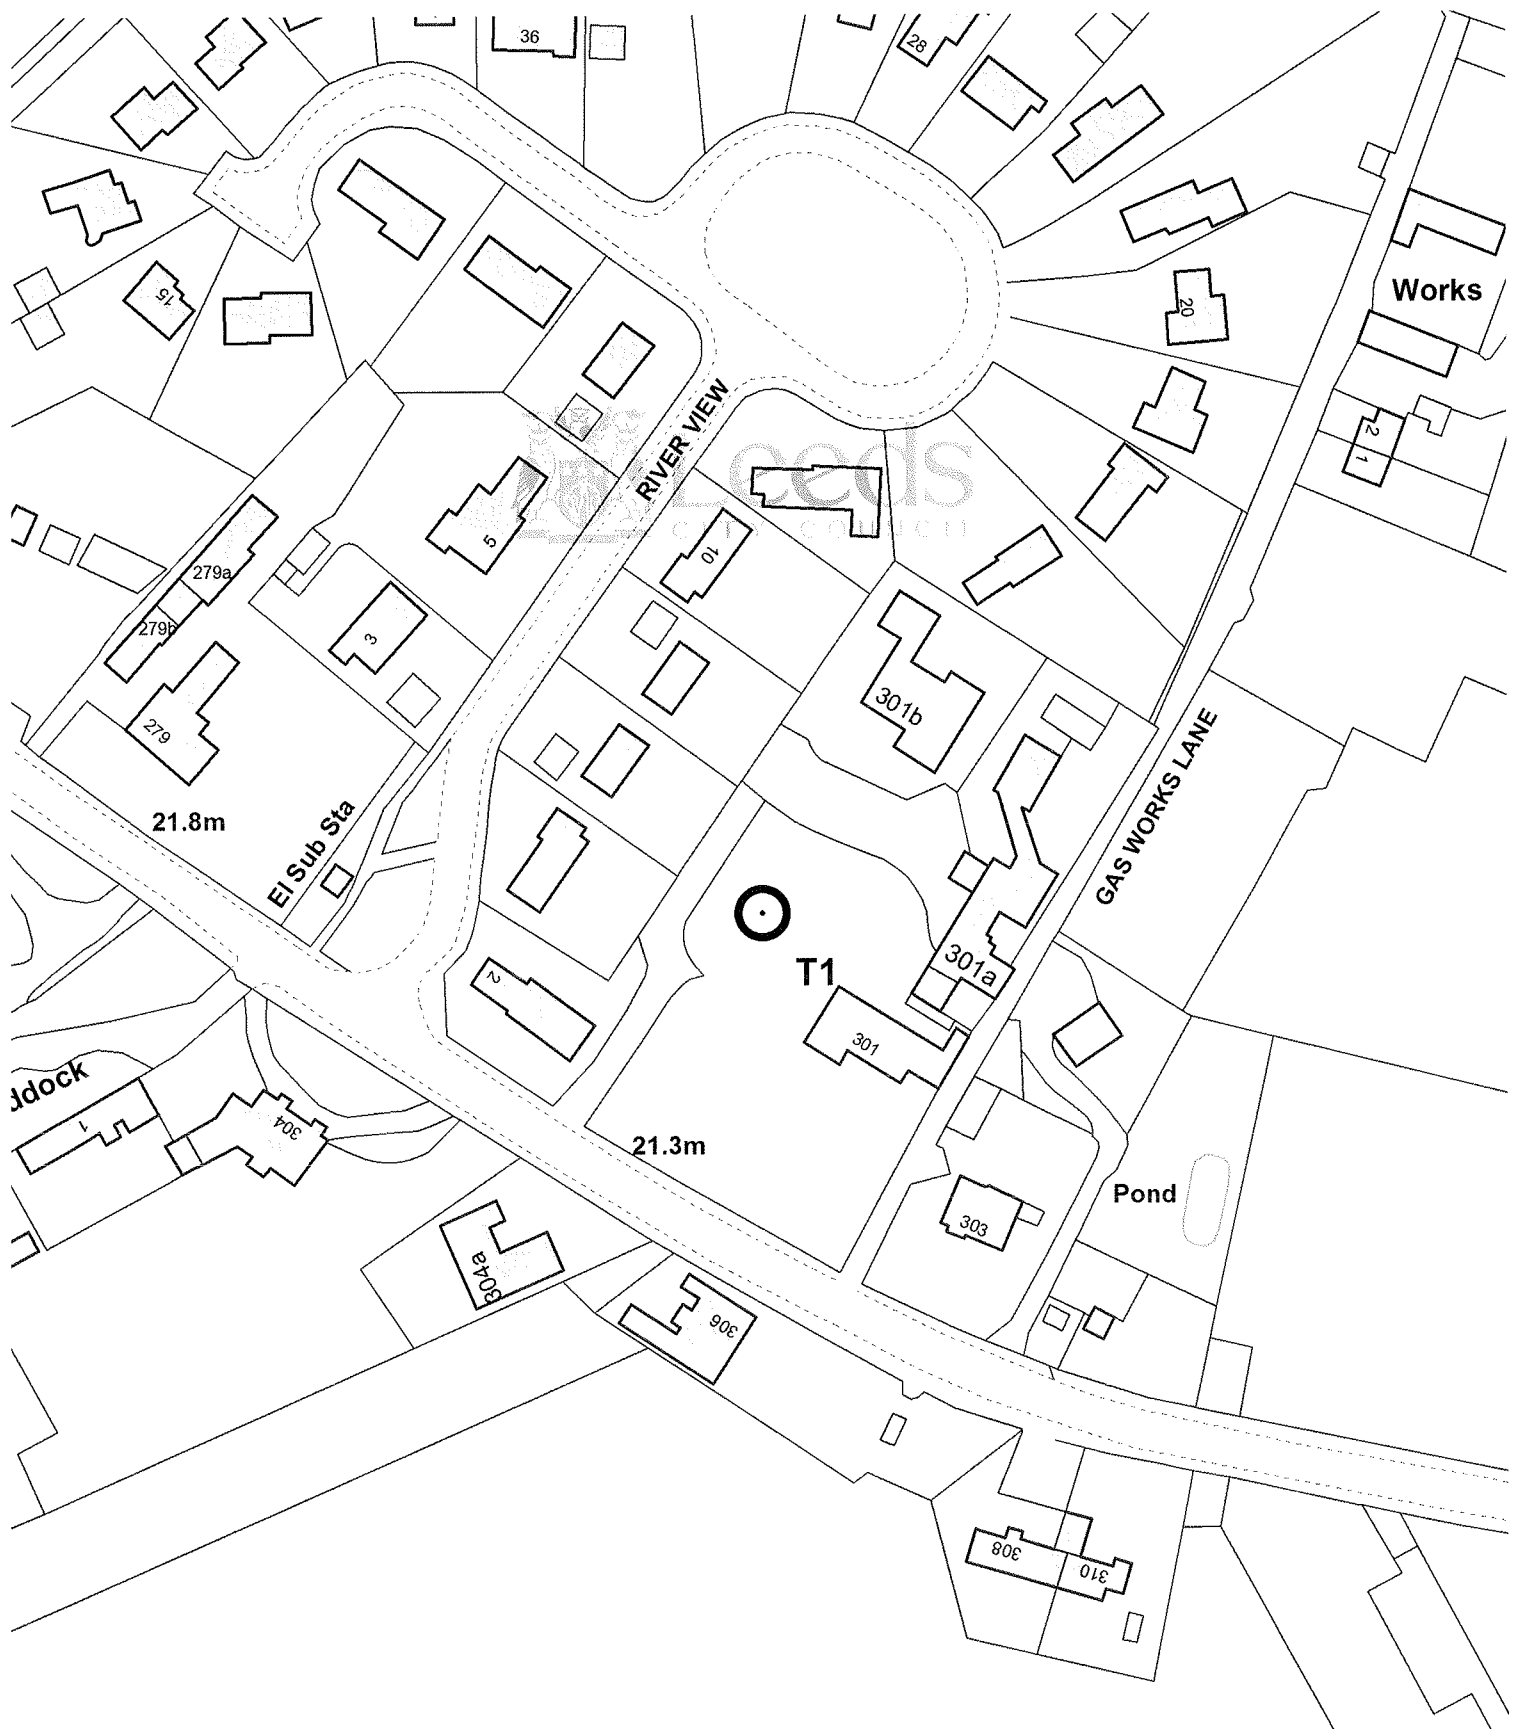 36
28
15
Works
20
RIVER VIEW
Leeds
CITY COUNCIL
2
1
5
10
279a
279b
3
279
301b
GAS WORKS LANE
21.8m
El Sub Sta
T1
301a
2
301
ddock
1
304
21.3m
Pond
303
304a
306
308
310